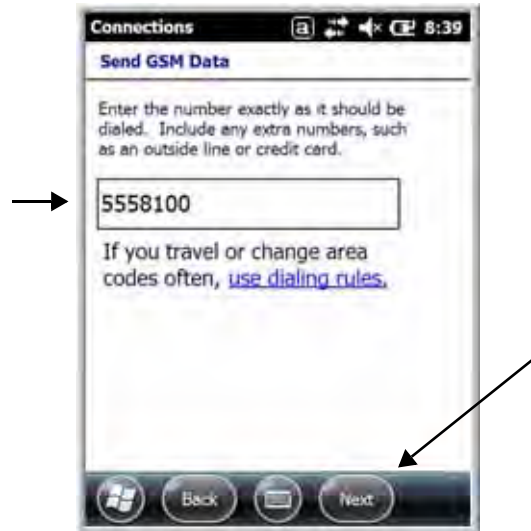 Connections
a
8:39
Send GSM Data
Enter the number exactly as it should be
dialed. Include any extra numbers, such
as an outside line or credit card.
5558100
If you travel or change area
codes often, use dialing rules.
Back
Next